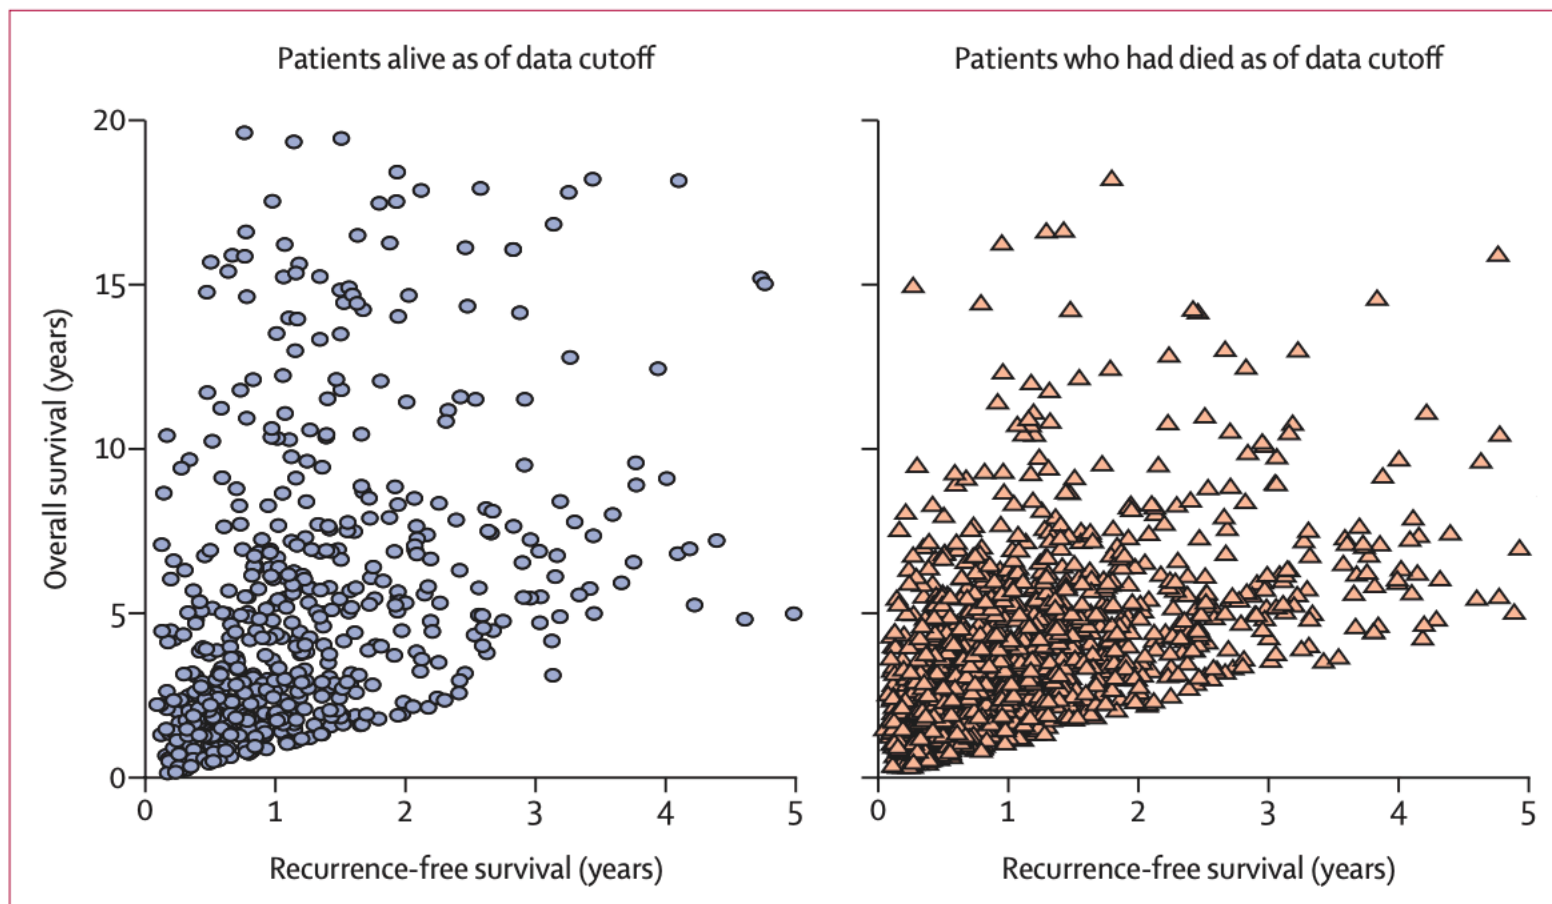 Patients alive as of data cutoff
Patients who had died as of data cutoff
Overall survival (years)
20
15
10
5
0
0 1 2 3 4 5
0 1 2 3 4 5
Recurrence-free survival (years)
Recurrence-free survival (years)